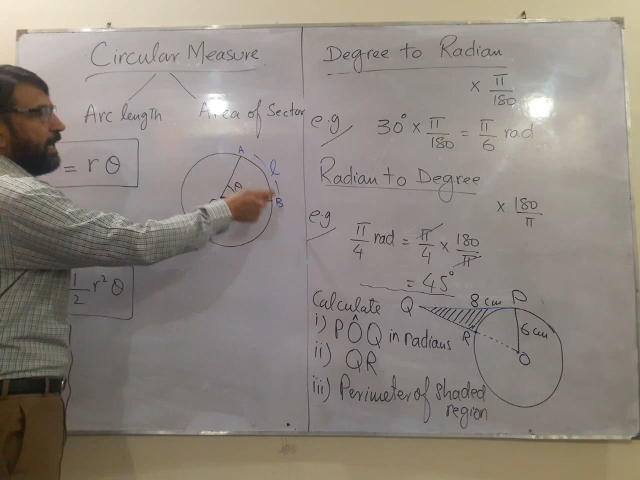 Circular Measure
Arc length
Area of Sector
= rθ
A
l
θ
B
1/2 r²θ
Degree to Radian
× π/180
e.g 30° × π/180 = π/6 rad
Radian to Degree
× 180/π
e.g π/4 rad = π/4 × 180/π
= 45°
Calculate
i) PÔQ in radians
ii) QR
iii) Perimeter of shaded
region
Q 8 cm P
R 6 cm
O